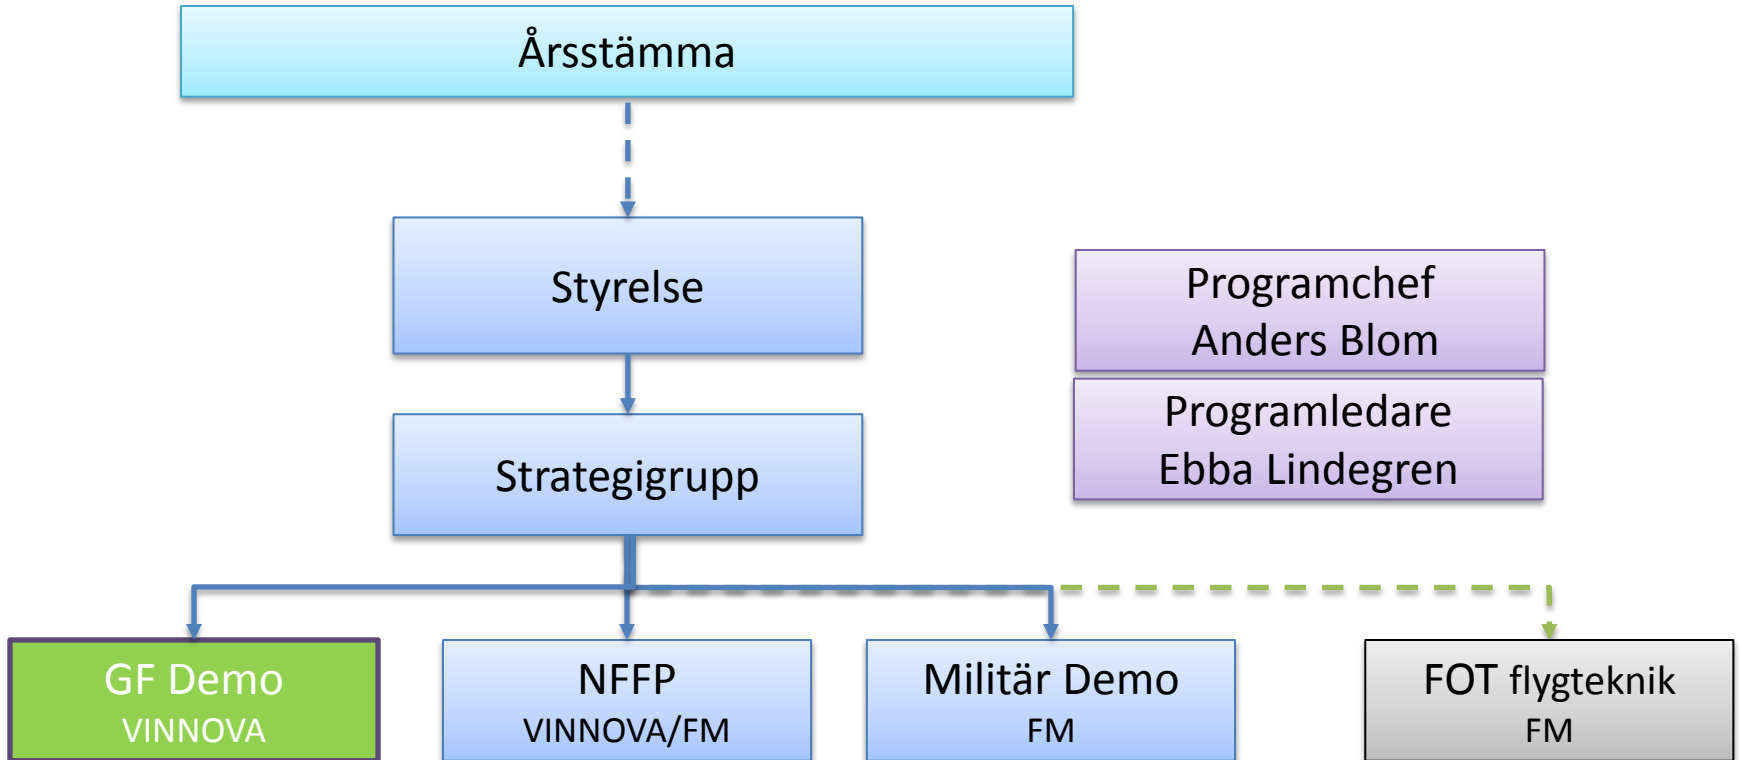 Årsstämma
Styrelse
Programchef
Anders Blom
Programledare
Ebba Lindegren
Strategigrupp
GF Demo
VINNOVA
NFFP
VINNOVA/FM
Militär Demo
FM
FOT flygteknik
FM